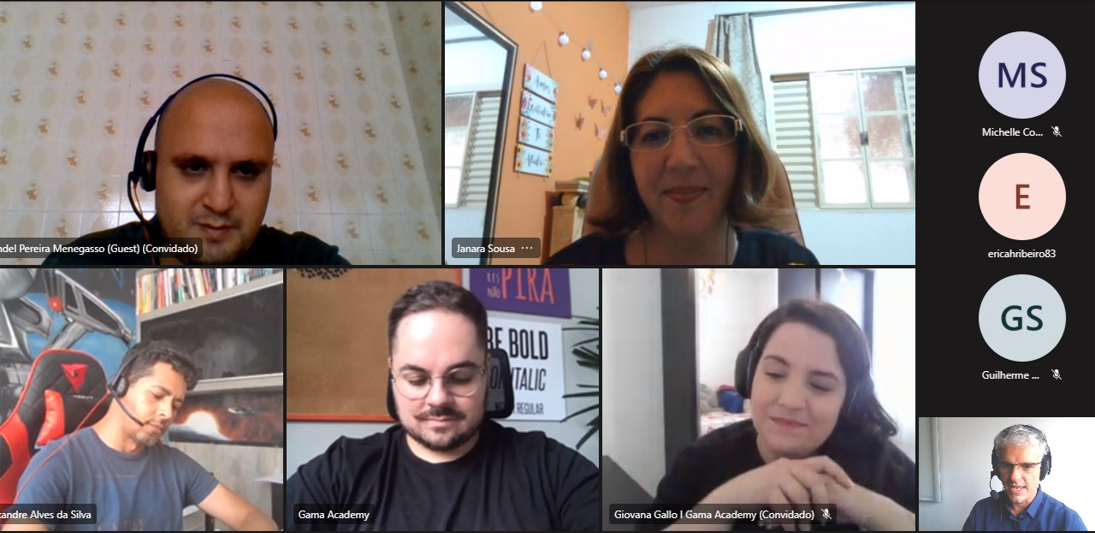 ndel Pereira Menegasso (Guest) (Convidado)
Janara Sousa ...
MS
Michelle Co...
E
ericahribeiro83
GS
Guilherme ...
xandre Alves da Silva
PIRA
BE BOLD
ITALIC
REGULAR
Gama Academy
Giovana Gallo I Gama Academy (Convidado)